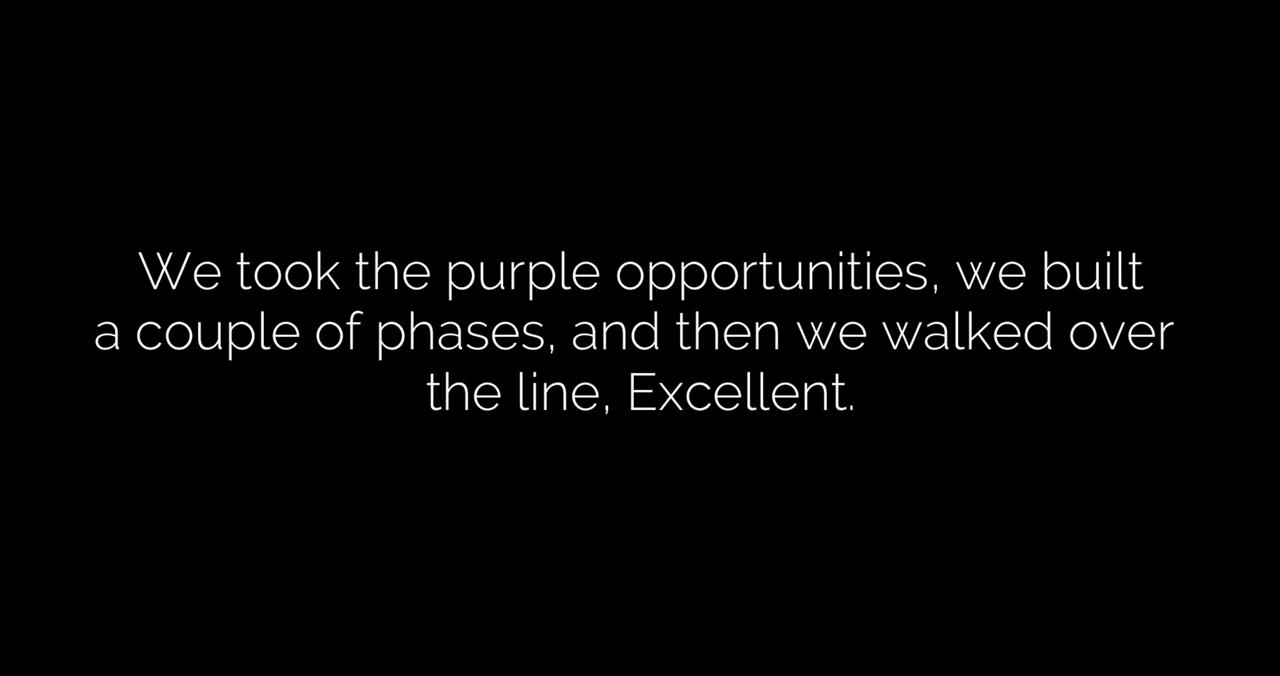 We took the purple opportunities, we built
a couple of phases, and then we walked over
the line, Excellent.